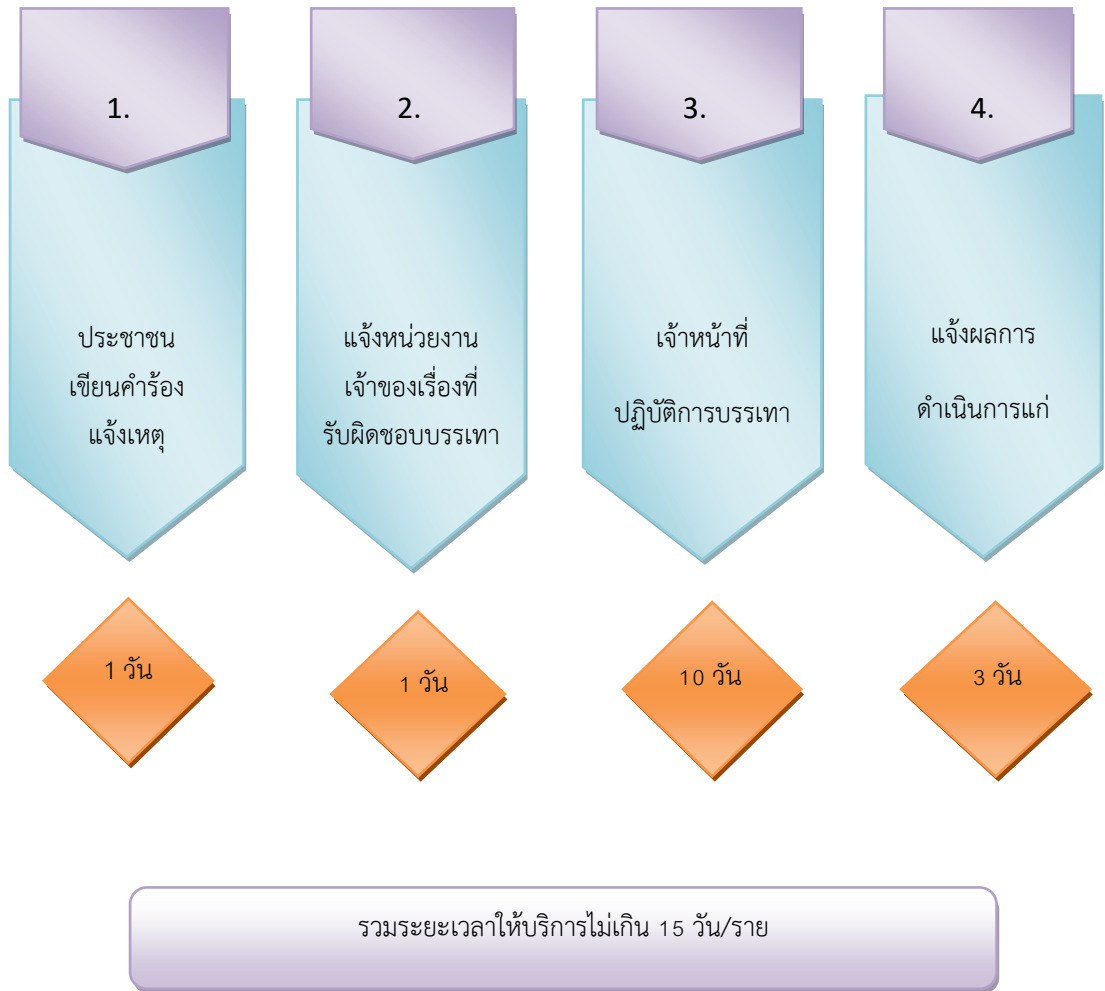 1.
ประชาชน
เขียนคำร้อง
แจ้งเหตุ
1 วัน
2.
แจ้งหน่วยงาน
เจ้าของเรื่องที่
รับผิดชอบบรรเทา
1 วัน
3.
เจ้าหน้าที่
ปฏิบัติการบรรเทา
10 วัน
4.
แจ้งผลการ
ดำเนินการแก่
3 วัน
รวมระยะเวลาให้บริการไม่เกิน 15 วัน/ราย